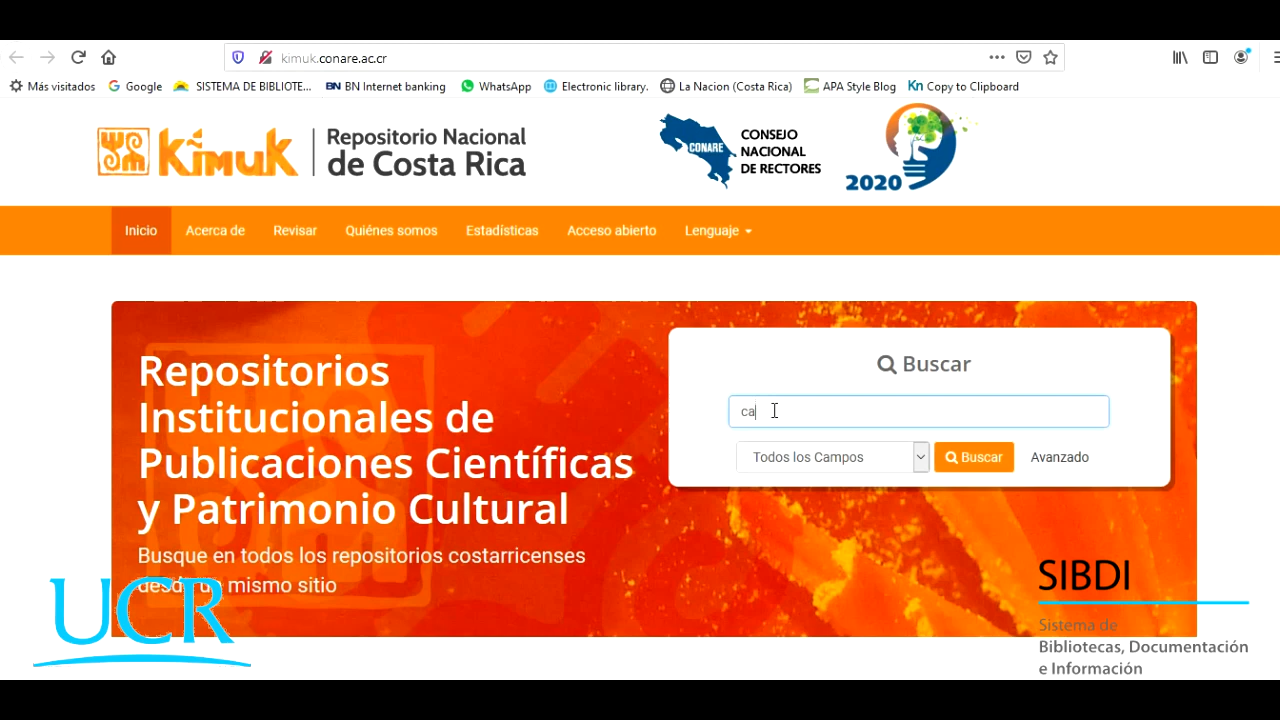 kimuk.conare.ac.cr
Más visitados
Google
SISTEMA DE BIBLIOTE...
BN BN Internet banking
WhatsApp
Electronic library.
La Nacion (Costa Rica)
APA Style Blog
Kn Copy to Clipboard
Kímuk
Repositorio Nacional
de Costa Rica
CONARE
CONSEJO
NACIONAL
DE RECTORES
2020
Inicio
Acerca de
Revisar
Quiénes somos
Estadísticas
Acceso abierto
Lenguaje
Repositorios
Institucionales de
Publicaciones Científicas
y Patrimonio Cultural
Busque en todos los repositorios costarricenses
desde un mismo sitio
Buscar
ca
Todos los Campos
Buscar
Avanzado
UCR
SIBDI
Sistema de
Bibliotecas, Documentación
e Información